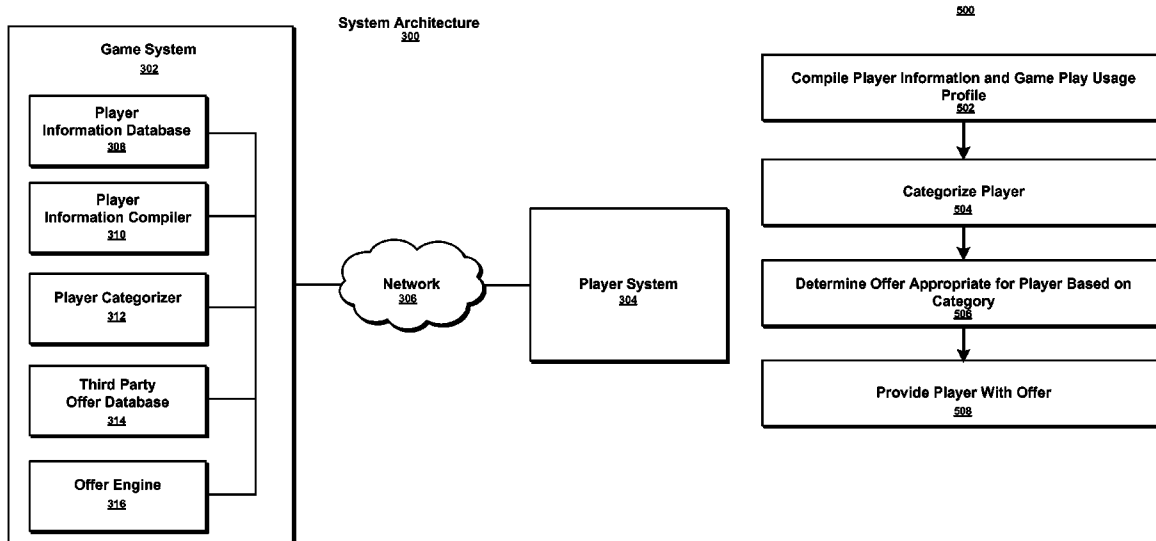 System Architecture
300
Game System
302
Player
Information Database
308
Player
Information Compiler
310
Player Categorizer
312
Third Party
Offer Database
314
Offer Engine
316
Network
306
Player System
304
500
Compile Player Information and Game Play Usage
Profile
502
Categorize Player
504
Determine Offer Appropriate for Player Based on
Category
506
Provide Player With Offer
508